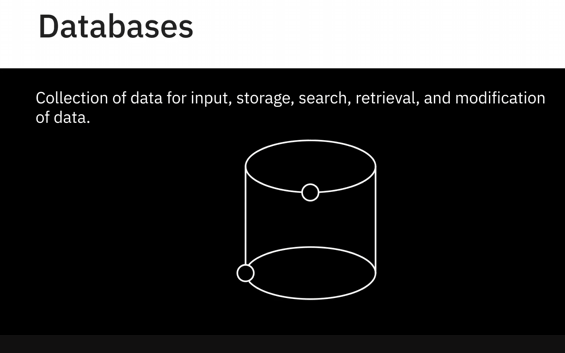 Databases
Collection of data for input, storage, search, retrieval, and modification
of data.